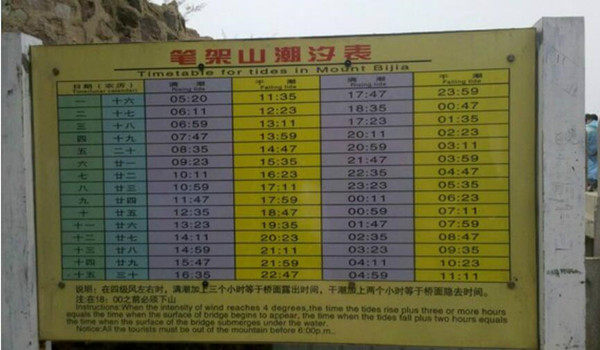 笔架山潮汐表
Timetable for tides in Mount Bijia
日期(农历) 满潮 干潮 满潮 干潮
Time(lunar calendar) Rising tide Falling tide Rising tide Falling tide
一 十六 05:20 11:35 17:47 23:59
二 十七 06:11 12:23 18:35 00:47
三 十八 06:59 13:11 17:23 01:35
四 十九 07:47 13:59 20:11 02:23
五 二十 08:35 14:47 20:59 03:11
六 廿一 09:23 15:35 21:47 03:59
七 廿二 10:11 16:23 22:35 04:47
八 廿三 10:59 17:11 23:23 05:35
九 廿四 11:47 17:59 00:11 06:23
十 廿五 12:35 18:47 00:59 07:11
十一 廿六 13:23 19:35 01:47 07:59
十二 廿七 14:11 20:23 02:35 08:47
十三 廿八 14:59 21:11 03:23 09:35
十四 廿九 15:47 21:59 04:11 10:23
十五 三十 16:35 22:47 04:59 11:11
说明:在四级风左右时,满潮加上三个小时等于桥面露出时间,干潮加上两个小时等于桥面隐去时间。
注:在18:00之前必须下山
Instructions:When the intensity of wind reaches 4 degrees,the time the tides rise plus three or more hours
equals the time when the surface of bridge begins to appear, the time when the tides fall plus two hours equals
the time when the surface of the bridge submerges under the water.
Notice:All the tourists must be out of the mountain before 6:00p.m.